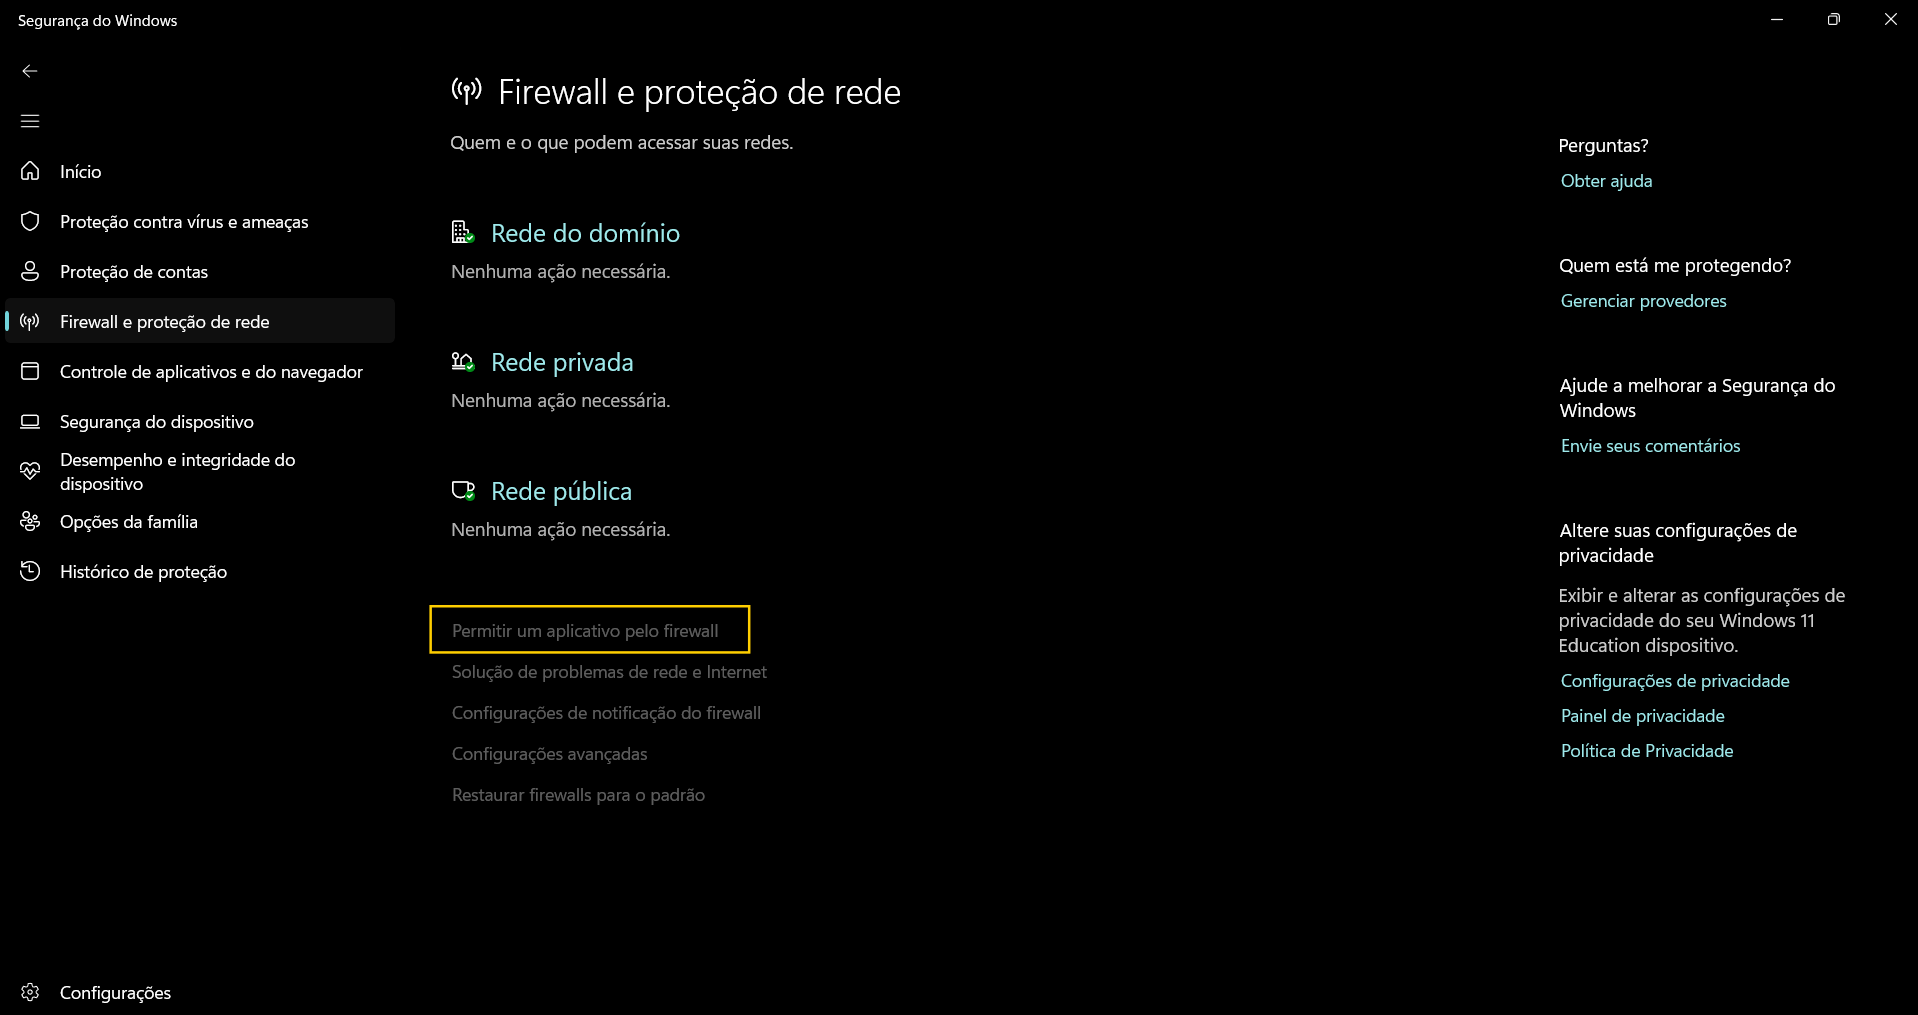 Segurança do Windows
Início
Proteção contra vírus e ameaças
Proteção de contas
Firewall e proteção de rede
Controle de aplicativos e do navegador
Segurança do dispositivo
Desempenho e integridade do
dispositivo
Opções da família
Histórico de proteção
Configurações
Firewall e proteção de rede
Quem e o que podem acessar suas redes.
Rede do domínio
Nenhuma ação necessária.
Rede privada
Nenhuma ação necessária.
Rede pública
Nenhuma ação necessária.
Permitir um aplicativo pelo firewall
Solução de problemas de rede e Internet
Configurações de notificação do firewall
Configurações avançadas
Restaurar firewalls para o padrão
Perguntas?
Obter ajuda
Quem está me protegendo?
Gerenciar provedores
Ajude a melhorar a Segurança do
Windows
Envie seus comentários
Altere suas configurações de
privacidade
Exibir e alterar as configurações de
privacidade do seu Windows 11
Education dispositivo.
Configurações de privacidade
Painel de privacidade
Política de Privacidade